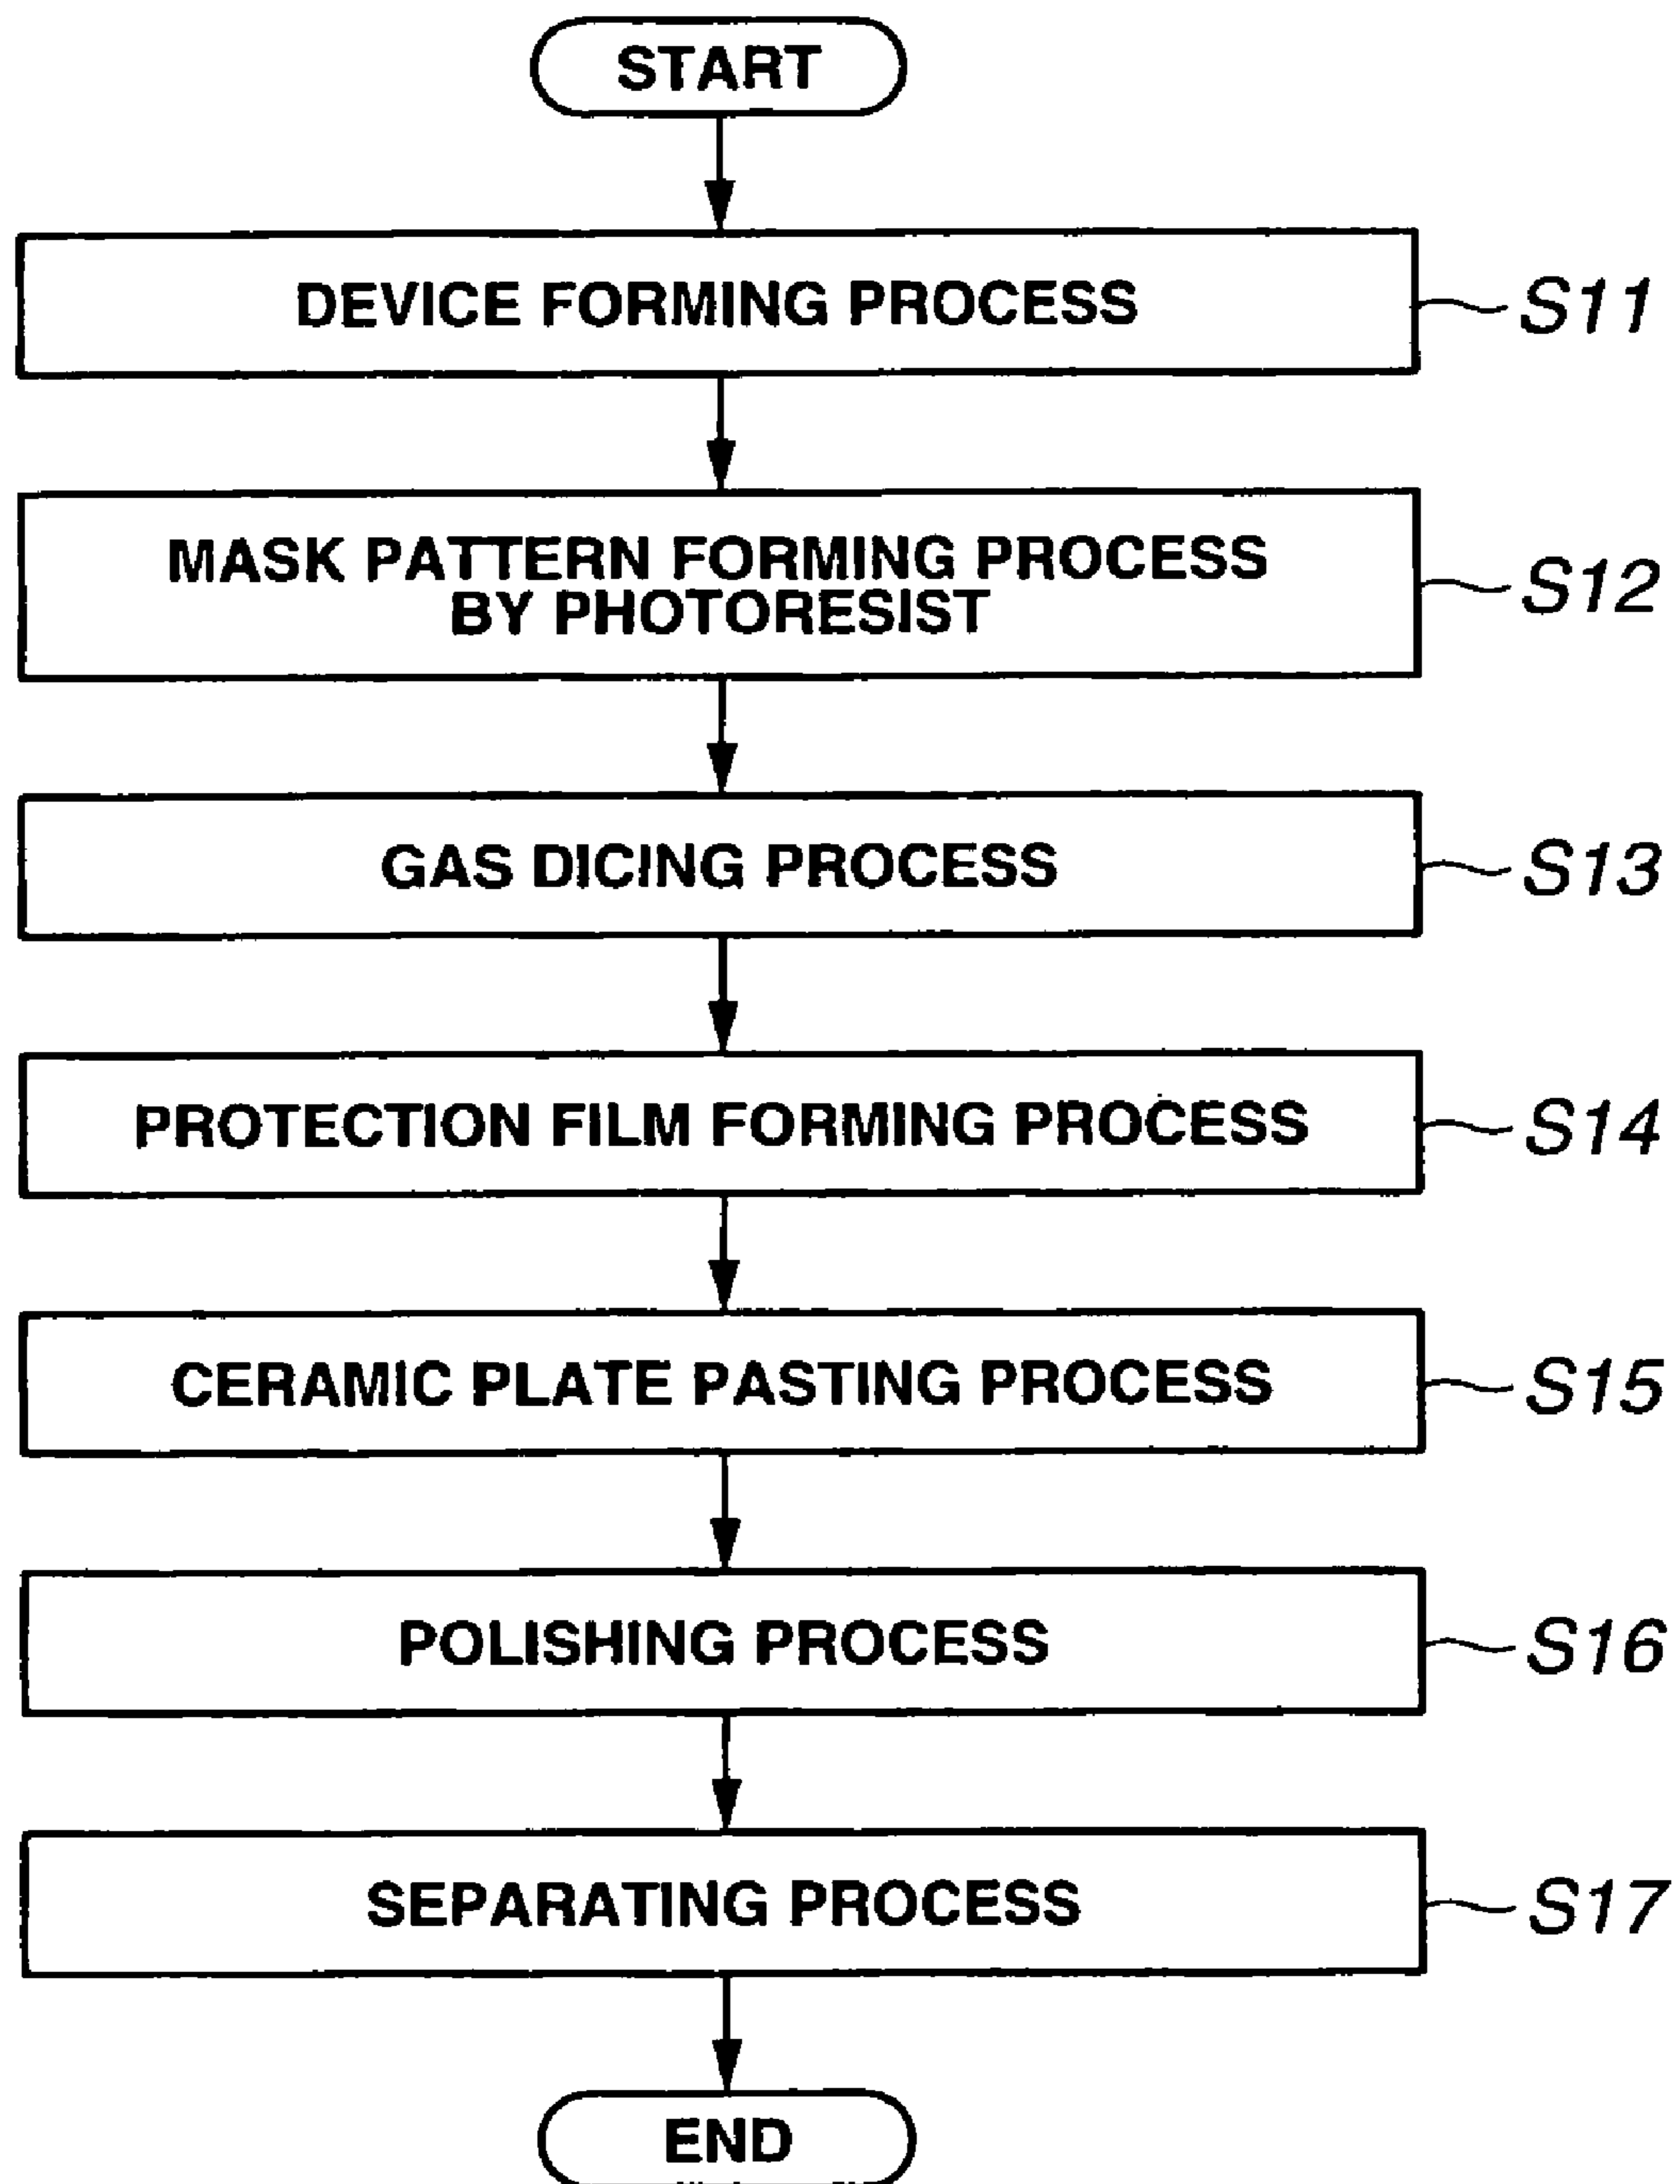 START
DEVICE FORMING PROCESS
S11
MASK PATTERN FORMING PROCESS
BY PHOTORESIST
S12
GAS DICING PROCESS
S13
PROTECTION FILM FORMING PROCESS
S14
CERAMIC PLATE PASTING PROCESS
S15
POLISHING PROCESS
S16
SEPARATING PROCESS
S17
END